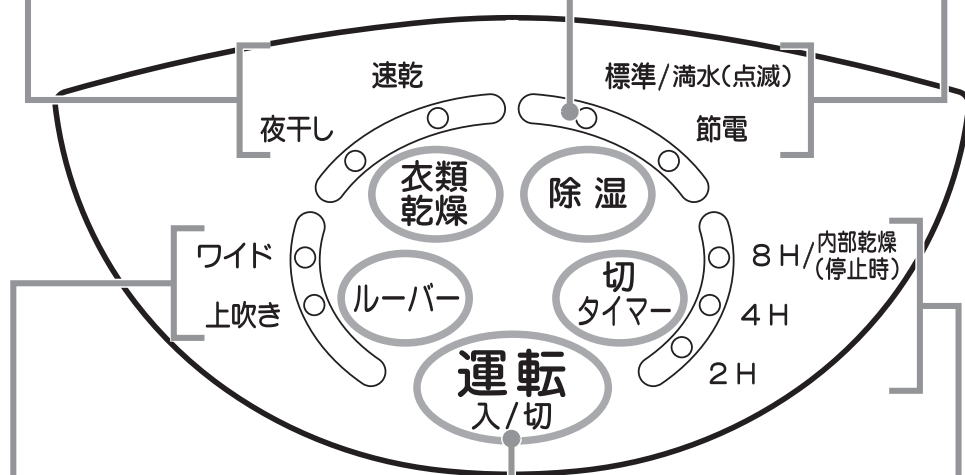 速乾
標準/満水(点滅)
夜干し
節電
衣類
乾燥
除 湿
ワイド
8H/内部乾燥
(停止時)
上吹き
ルーバー
切
タイマー
4H
2H
運転
入/切